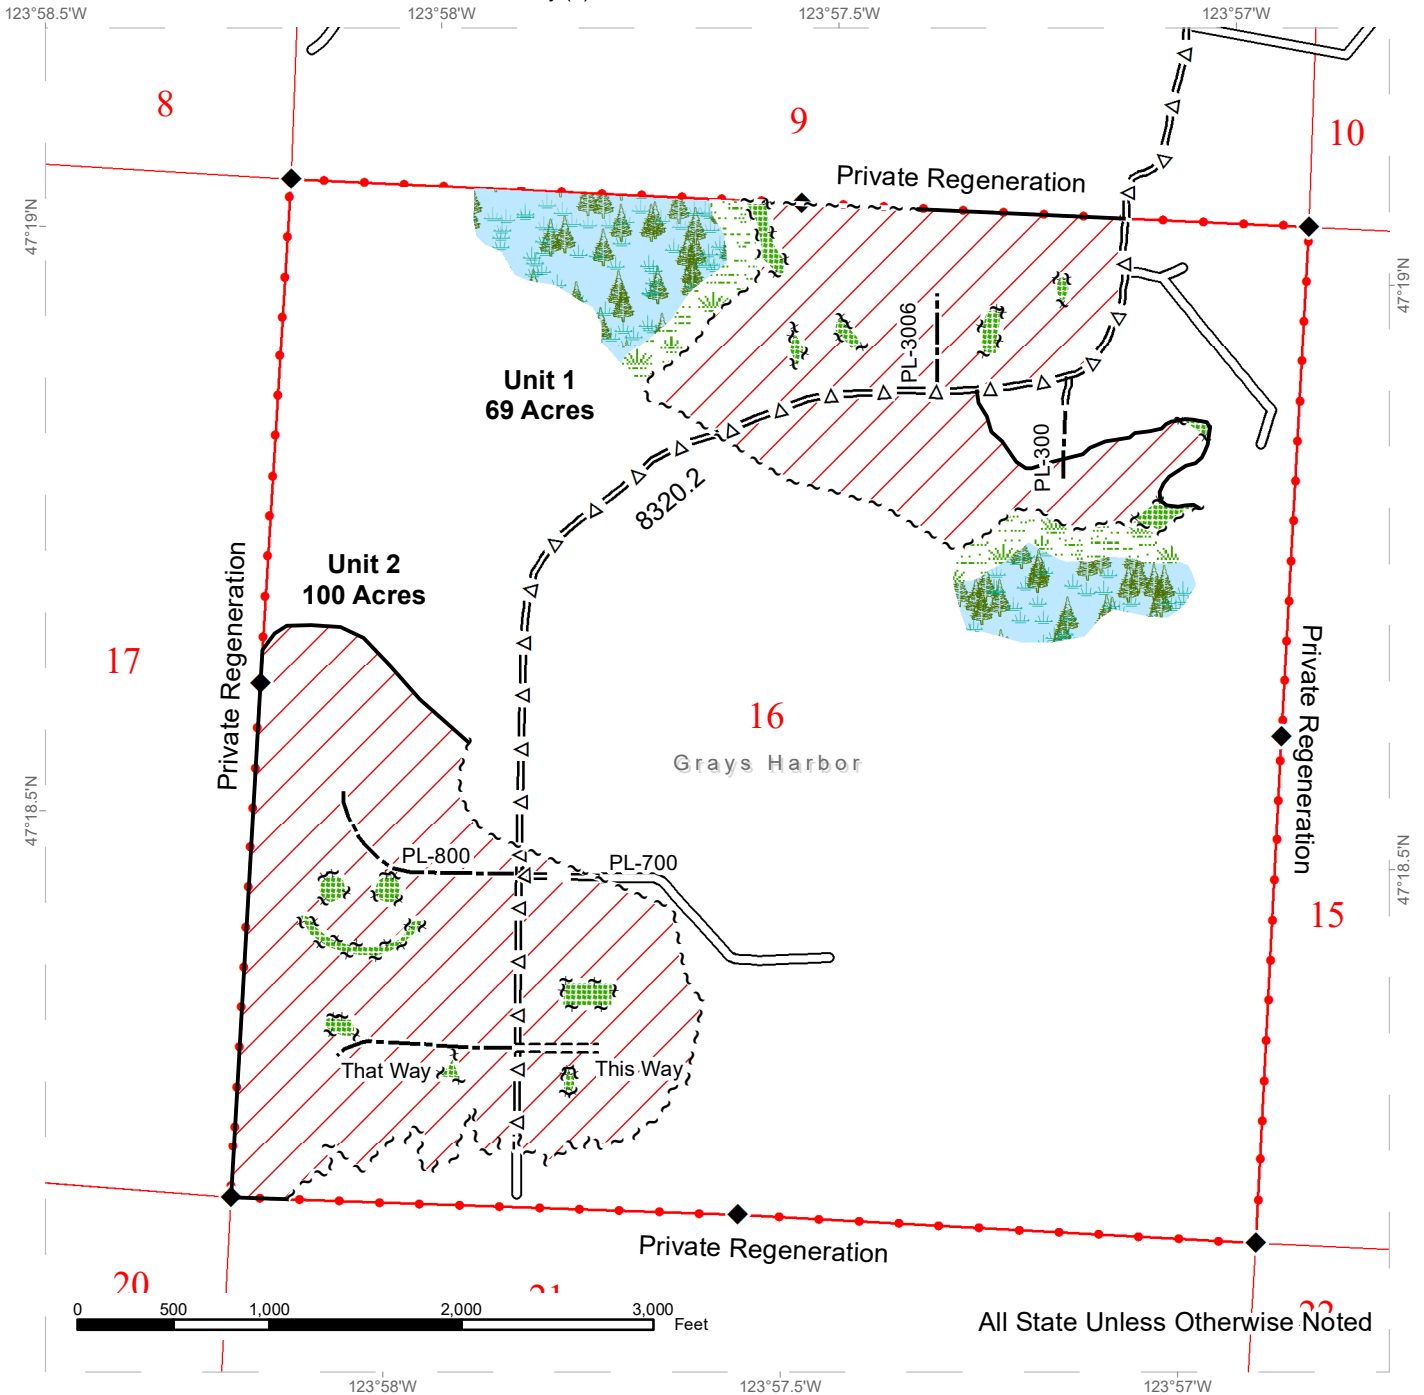 123°58.5'W
123°58'W
123°57.5'W
123°57'W
8
9
10
Private Regeneration
47°19'N
47°19'N
PL-3006
Unit 1
69 Acres
PL-300
8320.2
Unit 2
100 Acres
Private Regeneration
17
Private Regeneration
16
Grays Harbor
47°18.5'N
47°18.5'N
PL-800
PL-700
15
That Way
This Way
Private Regeneration
20
21
22
0
500
1,000
2,000
3,000
Feet
All State Unless Otherwise Noted
123°58'W
123°57.5'W
123°57'W